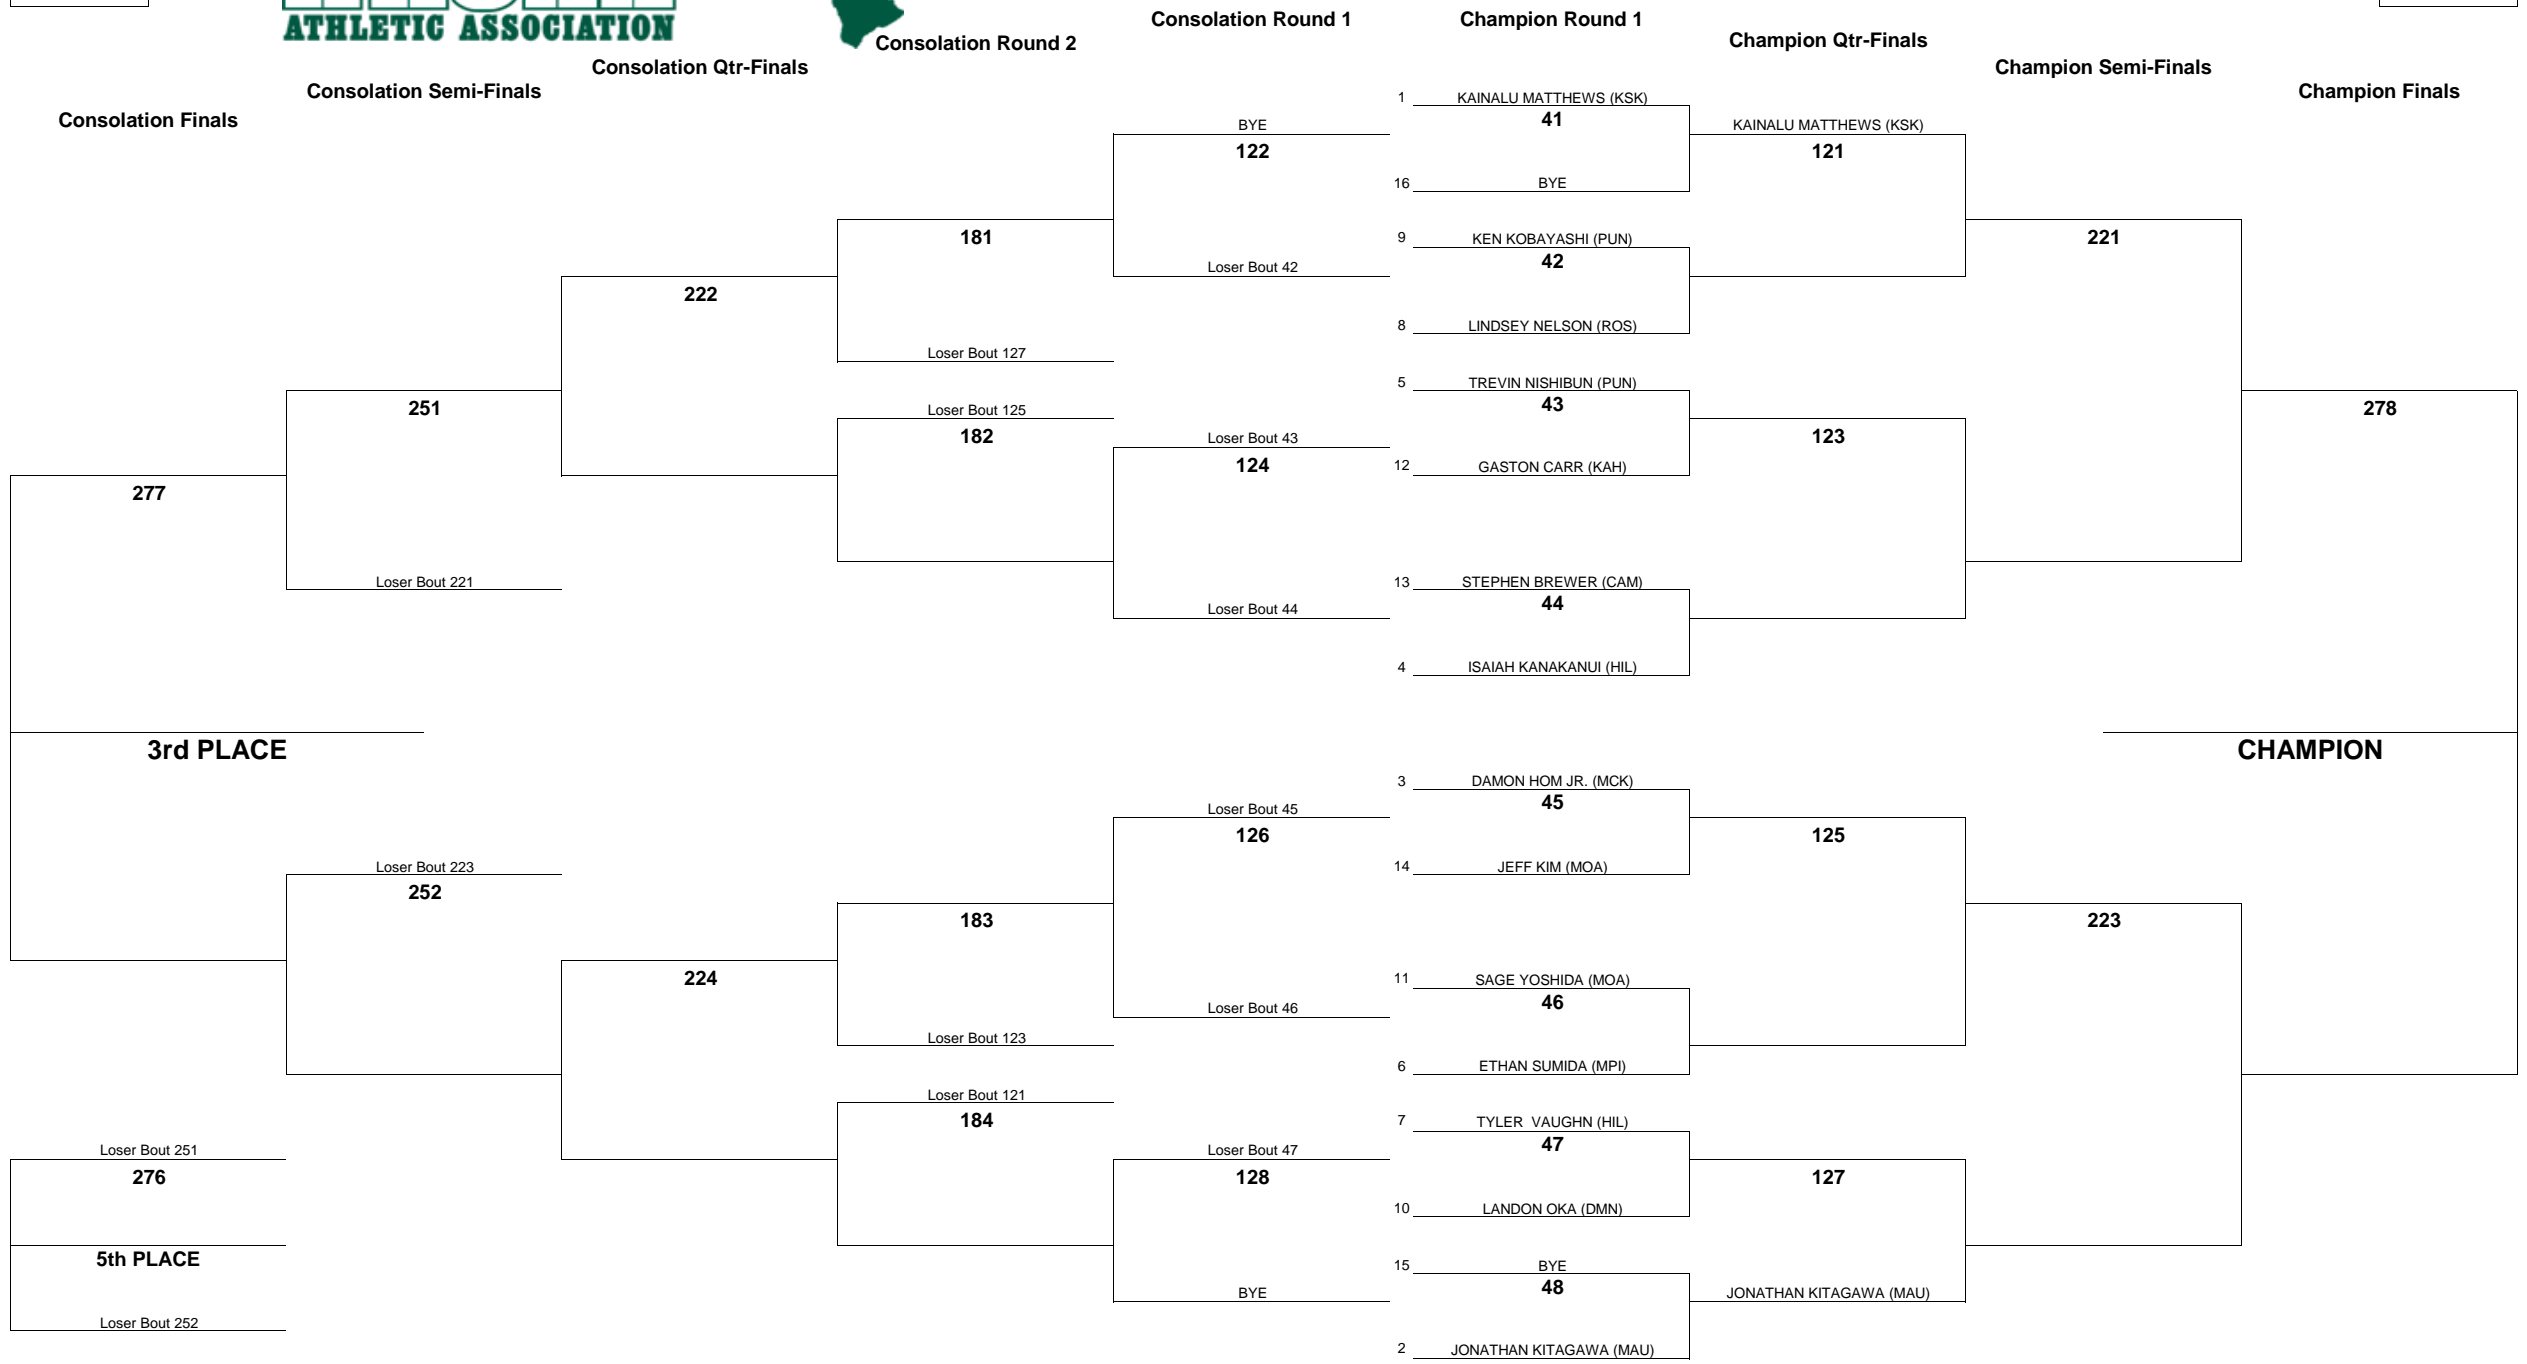 ATHLETIC ASSOCIATION
Consolation Round 1
Champion Round 1
Consolation Round 2
Champion Qtr-Finals
Consolation Qtr-Finals
Champion Semi-Finals
Consolation Semi-Finals
Champion Finals
Consolation Finals
1 KAINALU MATTHEWS (KSK)
41
BYE
KAINALU MATTHEWS (KSK)
122
121
16 BYE
181
9 KEN KOBAYASHI (PUN)
221
Loser Bout 42
42
222
8 LINDSEY NELSON (ROS)
Loser Bout 127
5 TREVIN NISHIBUN (PUN)
251
Loser Bout 125
43
278
182
Loser Bout 43
123
124
12 GASTON CARR (KAH)
277
Loser Bout 221
13 STEPHEN BREWER (CAM)
Loser Bout 44
44
4 ISAIAH KANAKANUI (HIL)
3rd PLACE
CHAMPION
3 DAMON HOM JR. (MCK)
Loser Bout 45
45
126
125
Loser Bout 223
14 JEFF KIM (MOA)
252
183
223
224
11 SAGE YOSHIDA (MOA)
Loser Bout 46
46
Loser Bout 123
6 ETHAN SUMIDA (MPI)
Loser Bout 121
184
7 TYLER VAUGHN (HIL)
Loser Bout 251
Loser Bout 47
47
276
128
127
10 LANDON OKA (DMN)
5th PLACE
15 BYE
BYE
48
JONATHAN KITAGAWA (MAU)
Loser Bout 252
2 JONATHAN KITAGAWA (MAU)